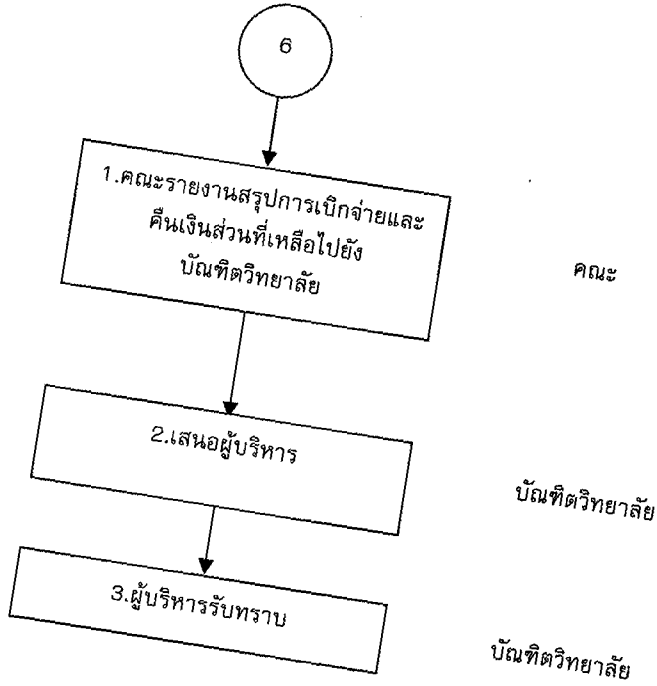 6
1.คณะรายงานสรุปการเบิกจ่ายและ
คืนเงินส่วนที่เหลือไปยัง
บัณฑิตวิทยาลัย
คณะ
2.เสนอผู้บริหาร
บัณฑิตวิทยาลัย
3.ผู้บริหารรับทราบ
บัณฑิตวิทยาลัย